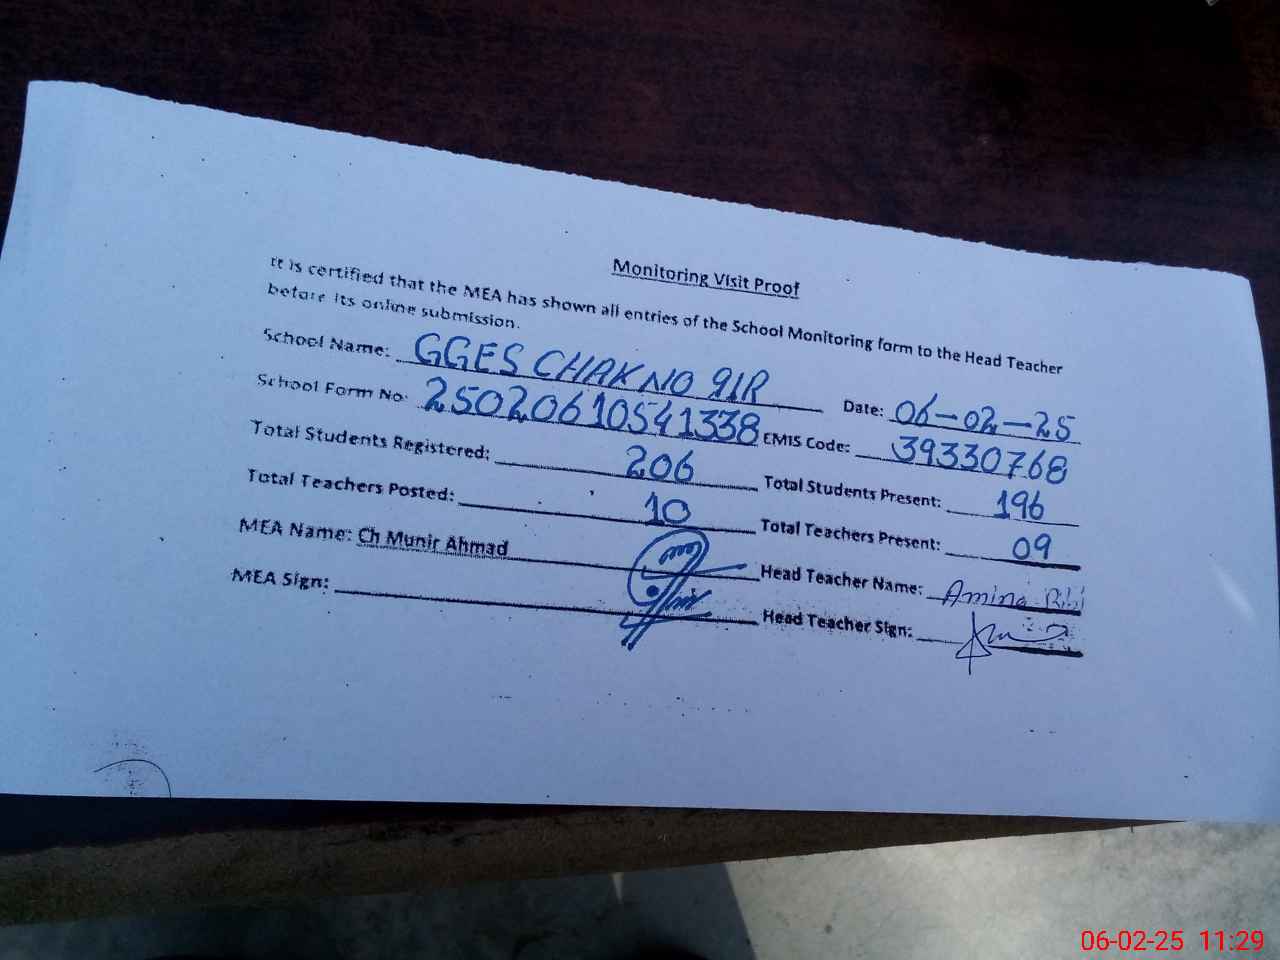 Monitoring Visit Proof
It is certified that the MEA has shown all entries of the School Monitoring form to the Head Teacher
before its online submission.
School Name: GGES CHAK NO 91R Date: 06-02-25
School Form No: 25020610541338 EMIS Code: 39330768
Total Students Registered: 206 Total Students Present: 196
Total Teachers Posted: 10 Total Teachers Present: 09
MEA Name: Ch Munir Ahmad Head Teacher Name: Amina Bibi
MEA Sign: Head Teacher Sign:
06-02-25 11:29